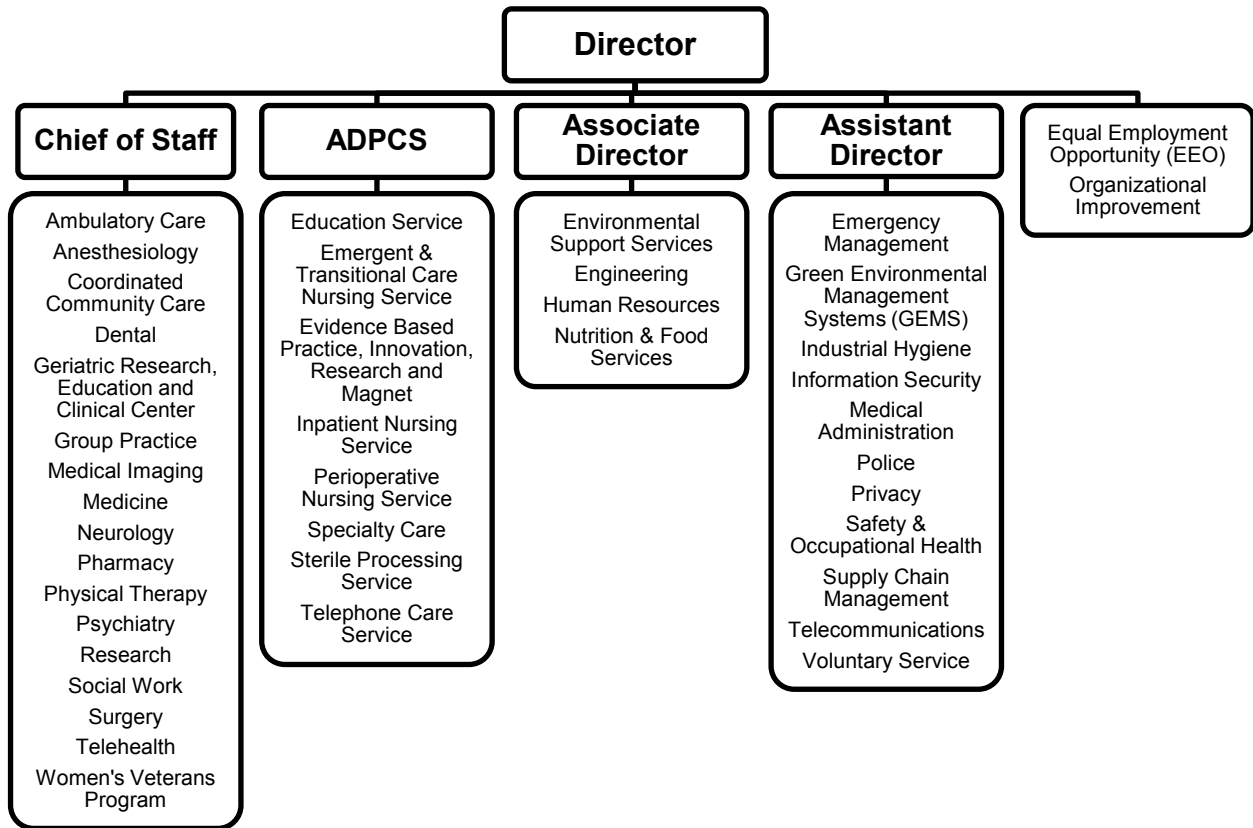 Director
Chief of Staff
Ambulatory Care
Anesthesiology
Coordinated
Community Care
Dental
Geriatric Research,
Education and
Clinical Center
Group Practice
Medical Imaging
Medicine
Neurology
Pharmacy
Physical Therapy
Psychiatry
Research
Social Work
Surgery
Telehealth
Women's Veterans
Program
ADPCS
Education Service
Emergent &
Transitional Care
Nursing Service
Evidence Based
Practice, Innovation,
Research and
Magnet
Inpatient Nursing
Service
Perioperative
Nursing Service
Specialty Care
Sterile Processing
Service
Telephone Care
Service
Associate
Director
Environmental
Support Services
Engineering
Human Resources
Nutrition & Food
Services
Assistant
Director
Emergency
Management
Green Environmental
Management
Systems (GEMS)
Industrial Hygiene
Information Security
Medical
Administration
Police
Privacy
Safety &
Occupational Health
Supply Chain
Management
Telecommunications
Voluntary Service
Equal Employment
Opportunity (EEO)
Organizational
Improvement